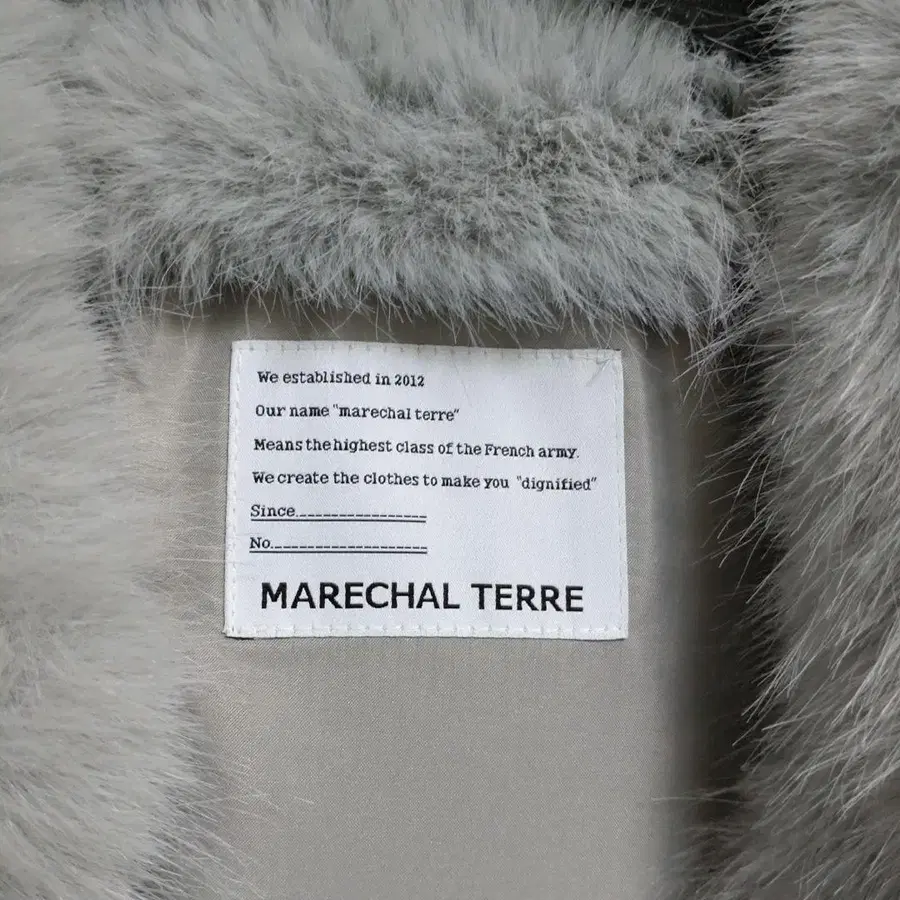 We established in 2012
Our name "marechal terre"
Means the highest class of the French army.
We create the clothes to make you "dignified"
Since
No.
MARECHAL TERRE